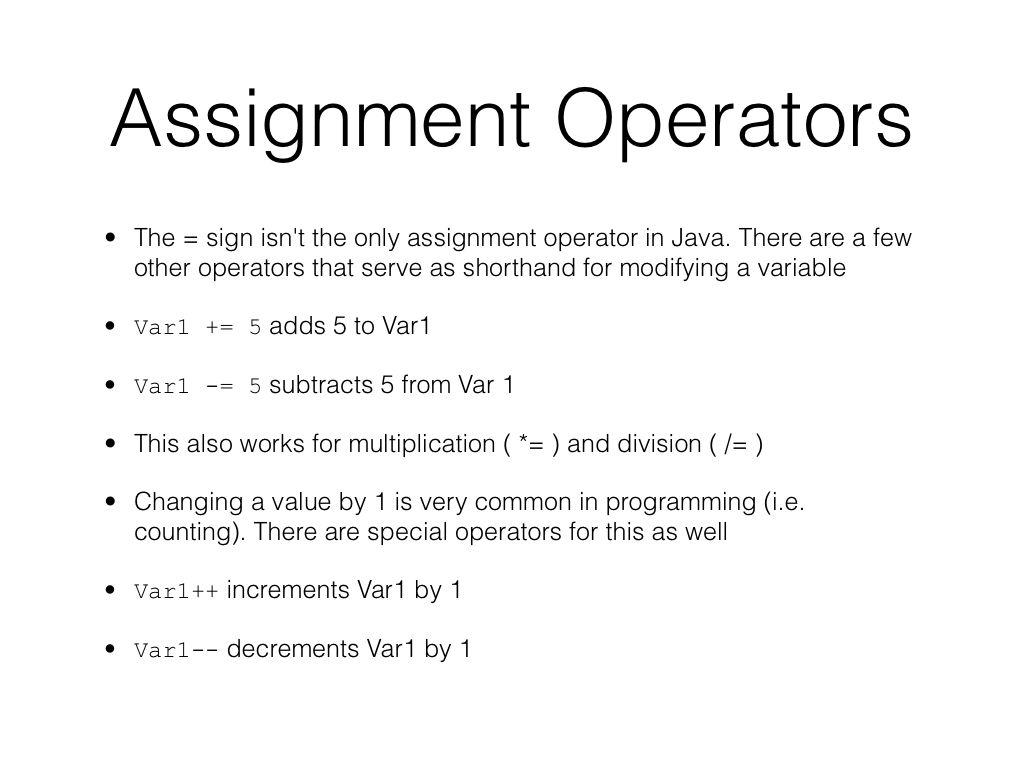 Assignment Operators
• The = sign isn't the only assignment operator in Java. There are a few
other operators that serve as shorthand for modifying a variable
• Var1 += 5 adds 5 to Var1
• Var1 -= 5 subtracts 5 from Var 1
• This also works for multiplication ( *= ) and division ( /= )
• Changing a value by 1 is very common in programming (i.e.
counting). There are special operators for this as well
• Var1++ increments Var1 by 1
• Var1-- decrements Var1 by 1